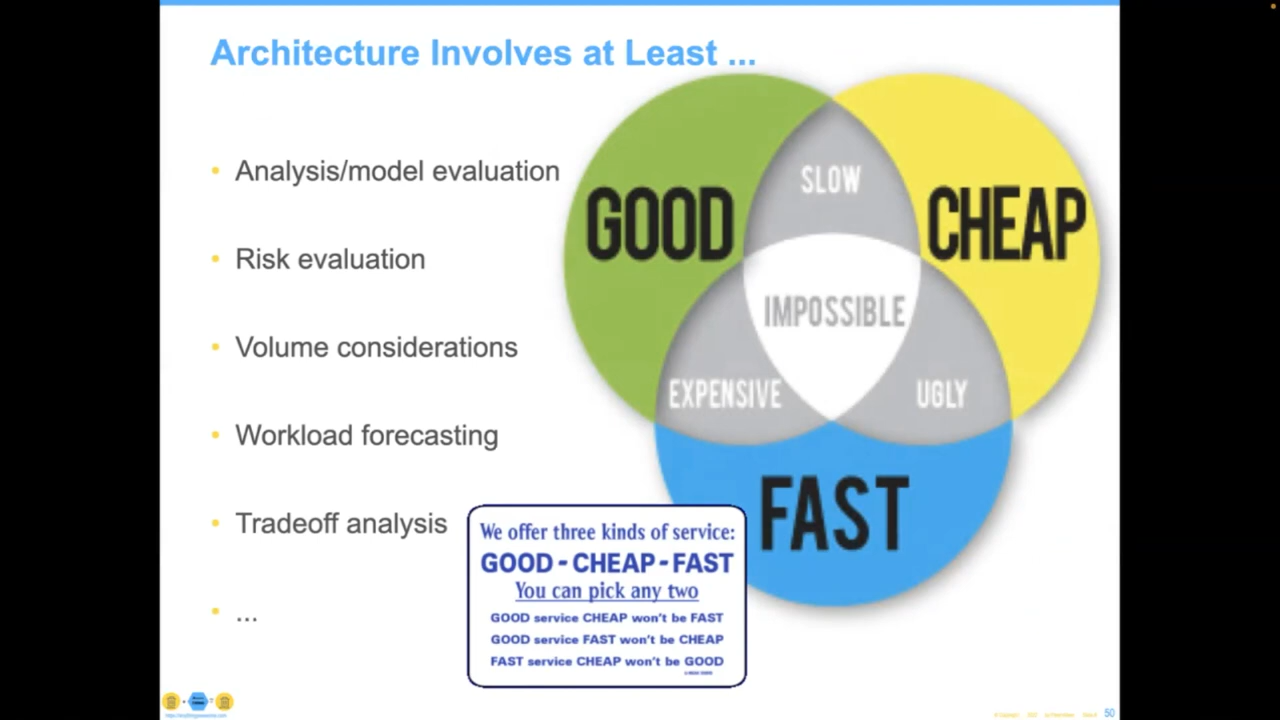 Architecture Involves at Least ...
• Analysis/model evaluation
• Risk evaluation
• Volume considerations
• Workload forecasting
• Tradeoff analysis
• ...
SLOW
GOOD
CHEAP
IMPOSSIBLE
EXPENSIVE
UGLY
FAST
We offer three kinds of service:
GOOD - CHEAP - FAST
You can pick any two
GOOD service CHEAP won't be FAST
GOOD service FAST won't be CHEAP
FAST service CHEAP won't be GOOD
50